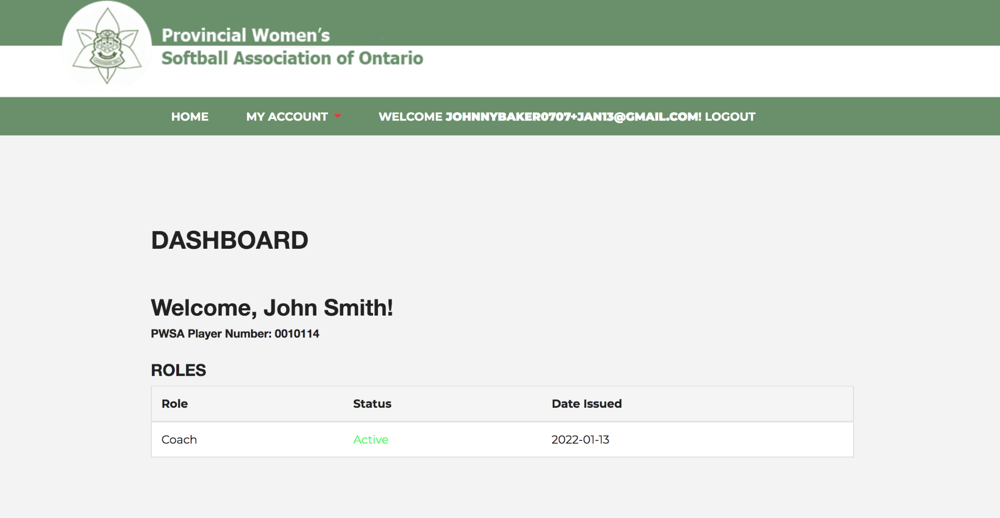 Provincial Women's
Softball Association of Ontario
HOME MY ACCOUNT WELCOME JOHNNYBAKER0707+JAN13@GMAIL.COM! LOGOUT
DASHBOARD
Welcome, John Smith!
PWSA Player Number: 0010114
ROLES
Role Status Date Issued
Coach Active 2022-01-13